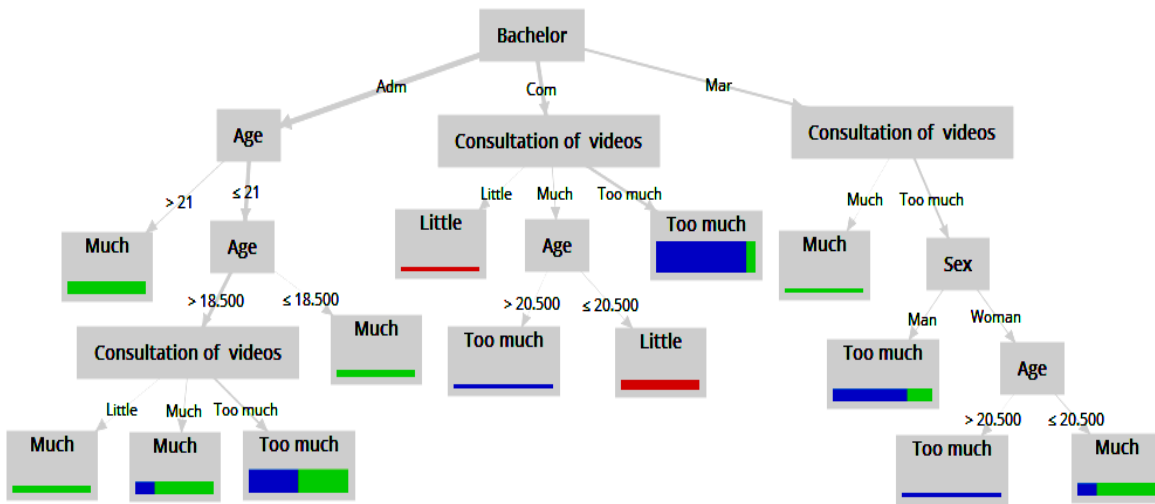 Bachelor
Adm
Com
Mar
Age
Consultation of videos
Consultation of videos
> 21
≤ 21
Little
Much
Too much
Much
Too much
Much
Age
Little
Age
Too much
Much
Sex
> 18.500
≤ 18.500
> 20.500
≤ 20.500
Man
Woman
Consultation of videos
Much
Too much
Little
Too much
Age
Little
Much
Too much
> 20.500
≤ 20.500
Much
Much
Too much
Too much
Much